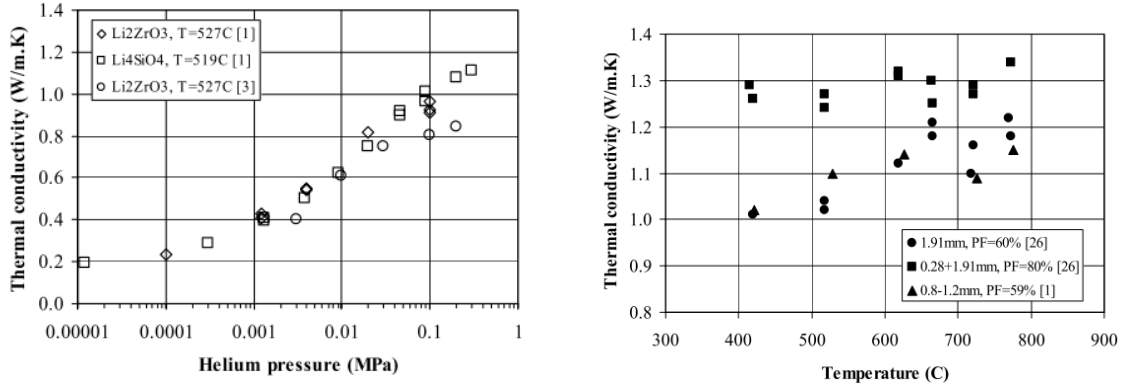 Thermal conductivity (W/m.K)
1.4
1.2
1.0
0.8
0.6
0.4
0.2
0.0
Li2ZrO3, T=527C [1]
Li4SiO4, T=519C [1]
Li2ZrO3, T=527C [3]
0.00001 0.0001 0.001 0.01 0.1 1
Helium pressure (MPa)
Thermal conductivity (W/m.K)
1.4
1.3
1.2
1.1
1.0
0.9
0.8
1.91mm, PF=60% [26]
0.28+1.91mm, PF=80% [26]
0.8-1.2mm, PF=59% [1]
300 400 500 600 700 800 900
Temperature (C)